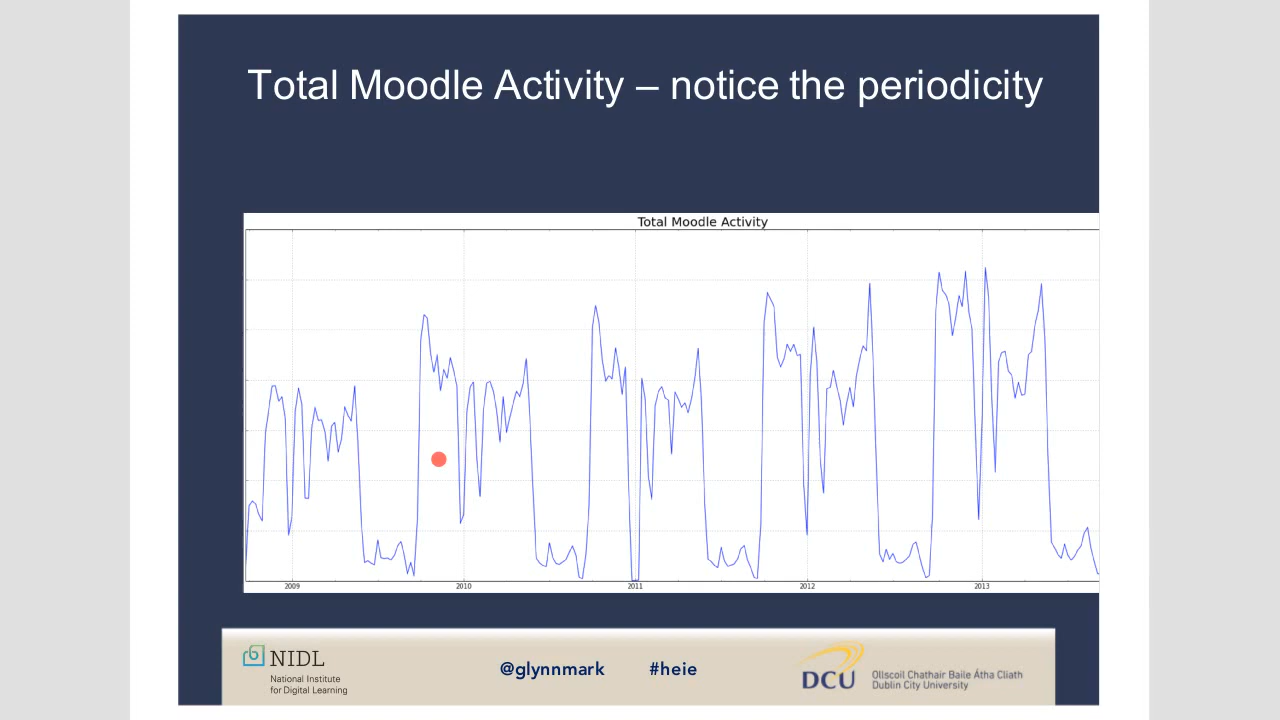 Total Moodle Activity – notice the periodicity
Total Moodle Activity
2009 2010 2011 2012 2013
NIDL
National Institute
for Digital Learning
@glynnmark #heie
DCU
Ollscoil Chathair Baile Átha Cliath
Dublin City University